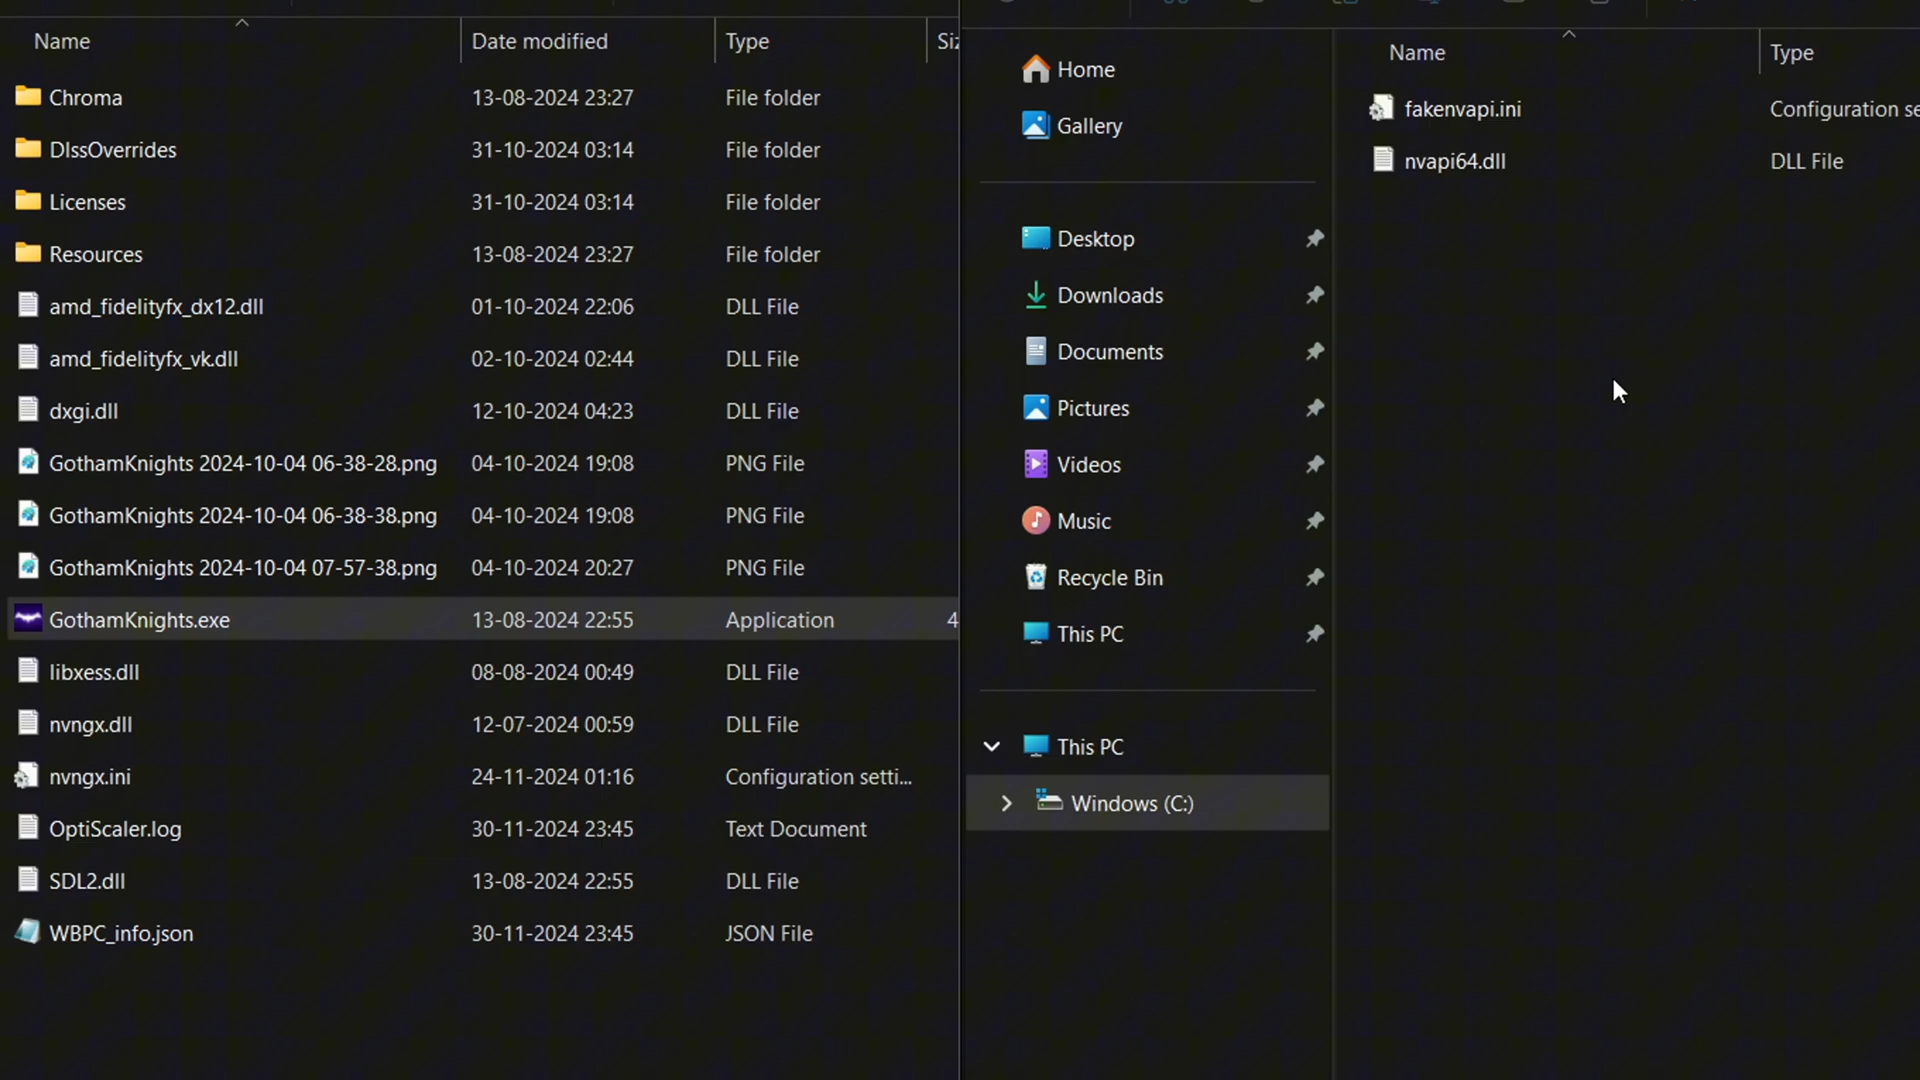 Name Date modified Type Siz
Chroma 13-08-2024 23:27 File folder
DlssOverrides 31-10-2024 03:14 File folder
Licenses 31-10-2024 03:14 File folder
Resources 13-08-2024 23:27 File folder
amd_fidelityfx_dx12.dll 01-10-2024 22:06 DLL File
amd_fidelityfx_vk.dll 02-10-2024 02:44 DLL File
dxgi.dll 12-10-2024 04:23 DLL File
GothamKnights 2024-10-04 06-38-28.png 04-10-2024 19:08 PNG File
GothamKnights 2024-10-04 06-38-38.png 04-10-2024 19:08 PNG File
GothamKnights 2024-10-04 07-57-38.png 04-10-2024 20:27 PNG File
GothamKnights.exe 13-08-2024 22:55 Application 4
libxess.dll 08-08-2024 00:49 DLL File
nvngx.dll 12-07-2024 00:59 DLL File
nvngx.ini 24-11-2024 01:16 Configuration setti...
OptiScaler.log 30-11-2024 23:45 Text Document
SDL2.dll 13-08-2024 22:55 DLL File
WBPC_info.json 30-11-2024 23:45 JSON File
Home
Gallery
Desktop
Downloads
Documents
Pictures
Videos
Music
Recycle Bin
This PC
This PC
Windows (C:)
Name Type
fakenvapi.ini Configuration se
nvapi64.dll DLL File